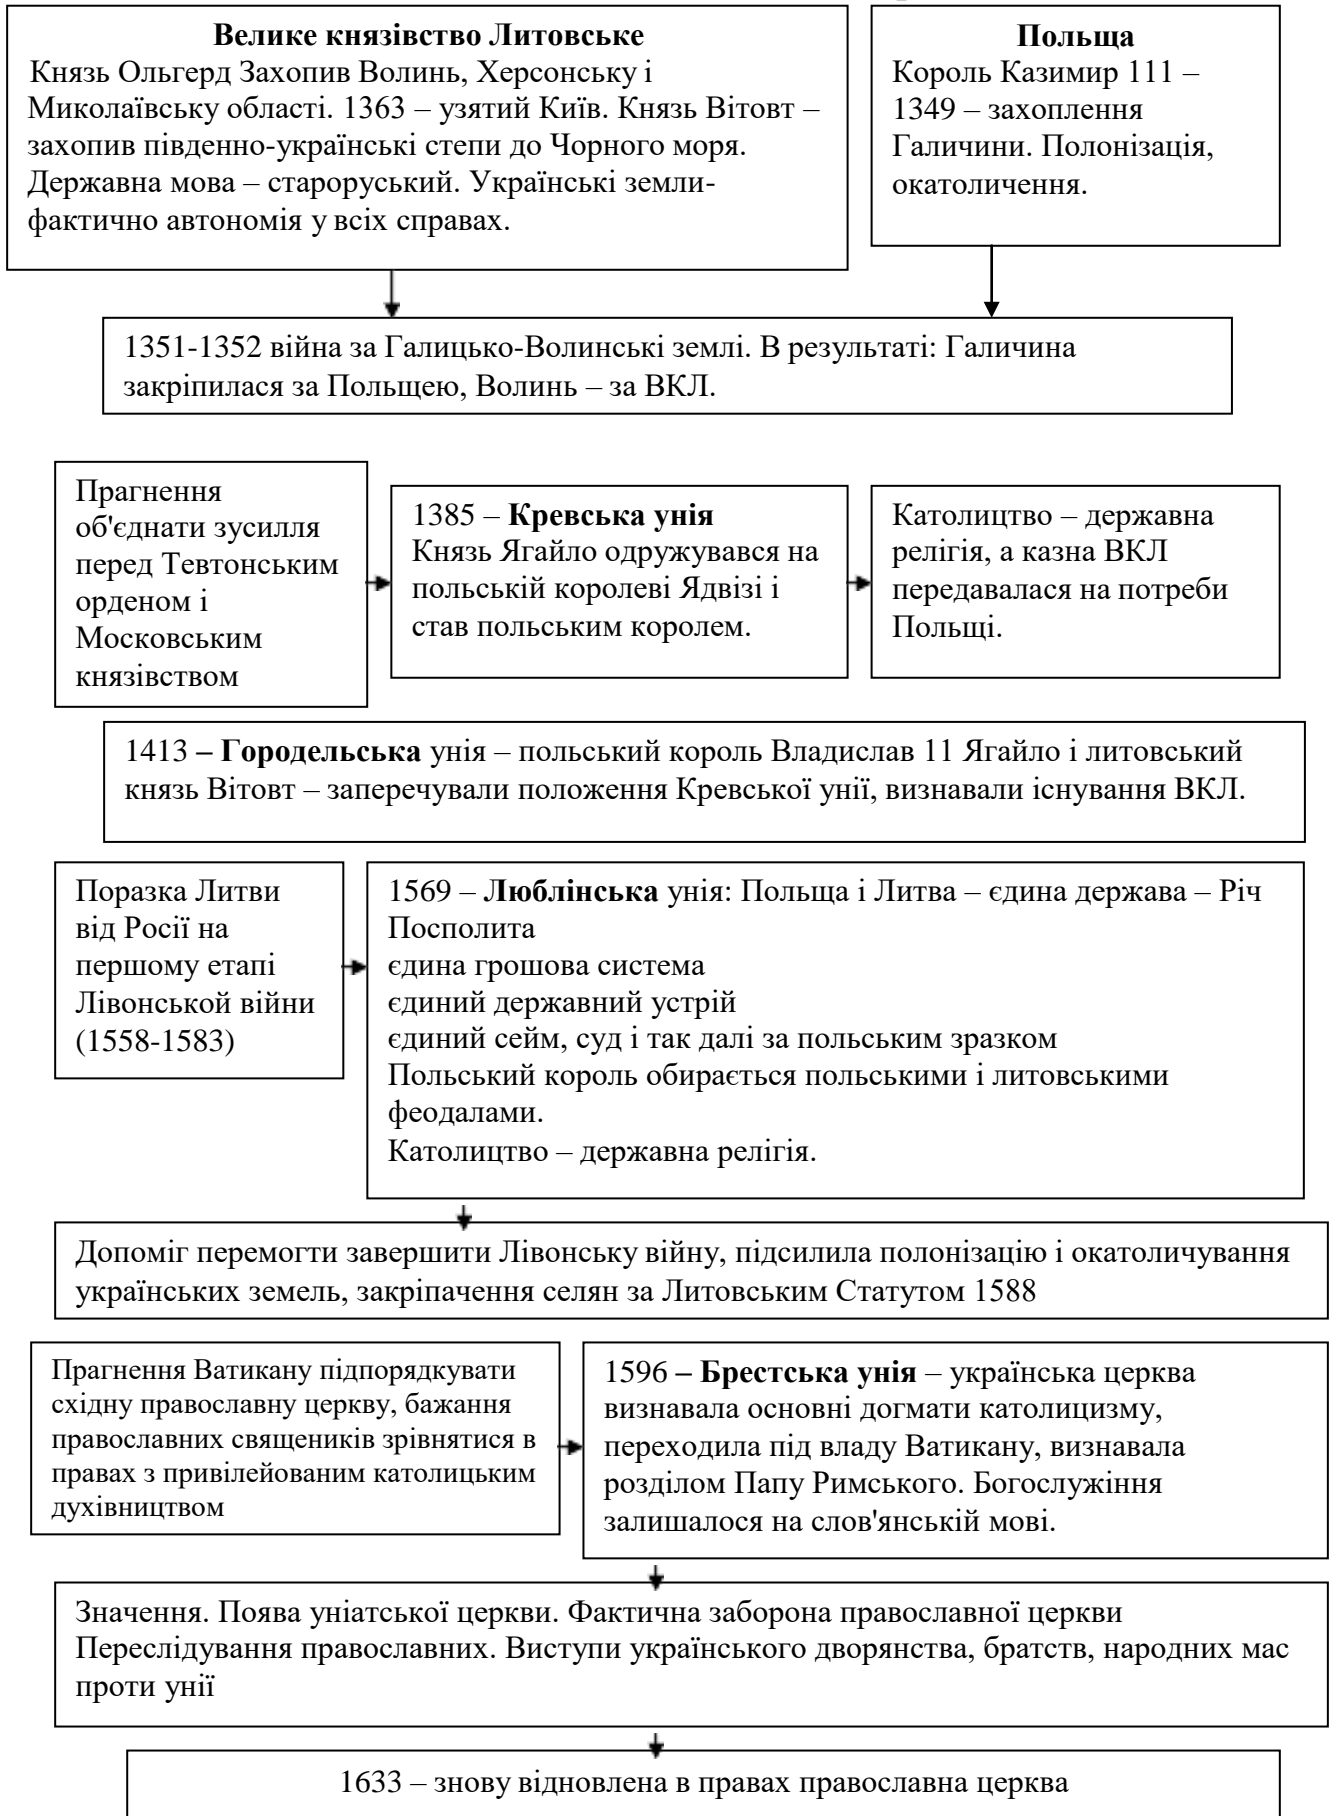 Велике князівство Литовське
Князь Ольгерд Захопив Волинь, Херсонську і
Миколаївську області. 1363 – узятий Київ. Князь Вітовт –
захопив південно-українські степи до Чорного моря.
Державна мова – староруський. Українські земли-
фактично автономія у всіх справах.
Польща
Король Казимир 111 –
1349 – захоплення
Галичини. Полонізація,
окатоличення.
1351-1352 війна за Галицько-Волинські землі. В результаті: Галичина
закріпилася за Польщею, Волинь – за ВКЛ.
Прагнення
об'єднати зусилля
перед Тевтонським
орденом і
Московським
князівством
1385 – Кревська унія
Князь Ягайло одружувався на
польській королеві Ядвізі і
став польським королем.
Католицтво – державна
релігія, а казна ВКЛ
передавалася на потреби
Польщі.
1413 – Городельська унія – польський король Владислав 11 Ягайло і литовський
князь Вітовт – заперечували положення Кревської унії, визнавали існування ВКЛ.
Поразка Литви
від Росії на
першому етапі
Лівонської війни
(1558-1583)
1569 – Люблінська унія: Польща і Литва – єдина держава – Річ
Посполита
єдина грошова система
єдиний державний устрій
єдиний сейм, суд і так далі за польським зразком
Польський король обирається польськими і литовськими
феодалами.
Католицтво – державна релігія.
Допоміг перемогти завершити Лівонську війну, підсилила полонізацію і окатоличування
українських земель, закріпачення селян за Литовським Статутом 1588
Прагнення Ватикану підпорядкувати
східну православну церкву, бажання
православних священиків зрівнятися в
правах з привілейованим католицьким
духівництвом
1596 – Брестська унія – українська церква
визнавала основні догмати католицизму,
переходила під владу Ватикану, визнавала
розділом Папу Римського. Богослужіння
залишалося на слов'янській мові.
Значення. Поява уніатської церкви. Фактична заборона православної церкви
Переслідування православних. Виступи українського дворянства, братств, народних мас
проти унії
1633 – знову відновлена в правах православна церква